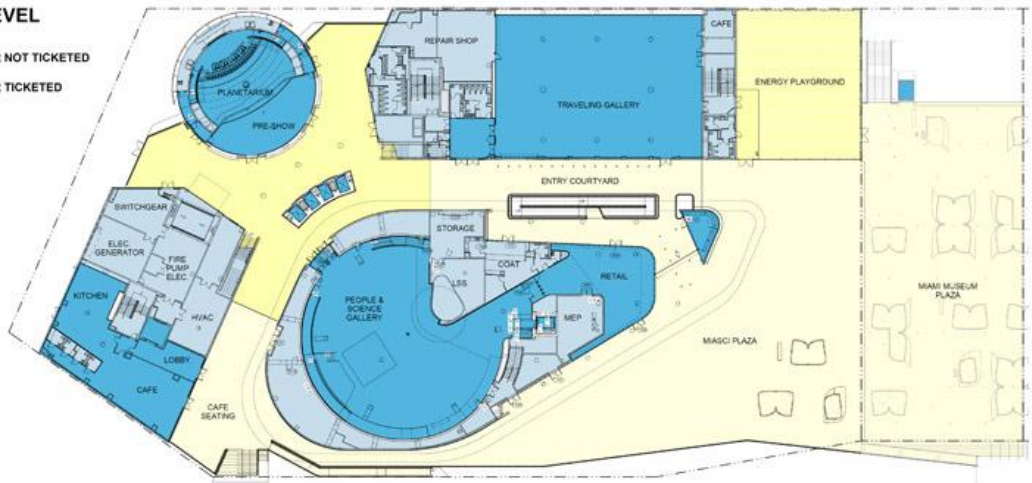 EVEL
NOT TICKETED
TICKETED
REPAIR SHOP
CAFE
PLANETARIUM
PRE-SHOW
TRAVELING GALLERY
ENERGY PLAYGROUND
ENTRY COURTYARD
SWITCHGEAR
ELEC
GENERATOR
FIRE
PUMP
ELEC
HVAC
KITCHEN
LOBBY
CAFE
CAFE
SEATING
STORAGE
COAT
LSS
PEOPLE &
SCIENCE
GALLERY
RETAIL
MEP
MIASCI PLAZA
MIAMI MUSEUM
PLAZA